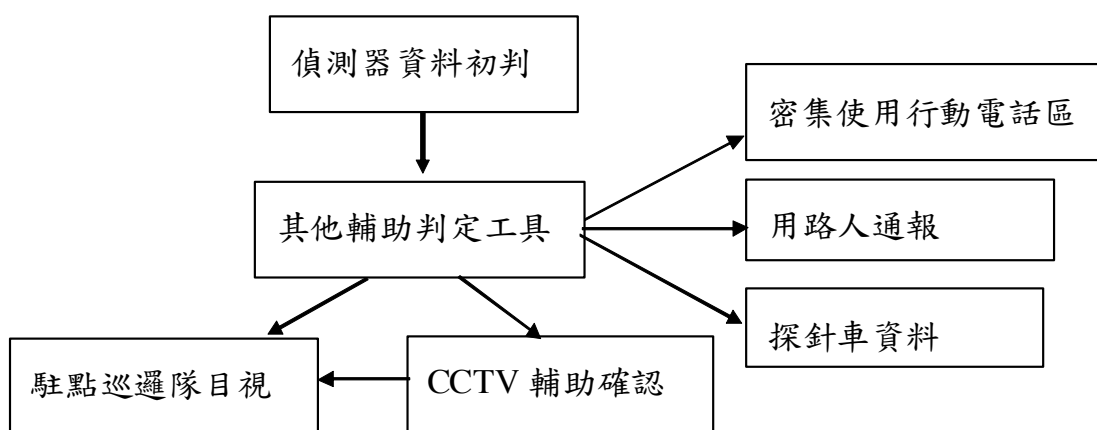 偵測器資料初判
密集使用行動電話區
其他輔助判定工具
用路人通報
探針車資料
駐點巡邏隊目視
CCTV 輔助確認